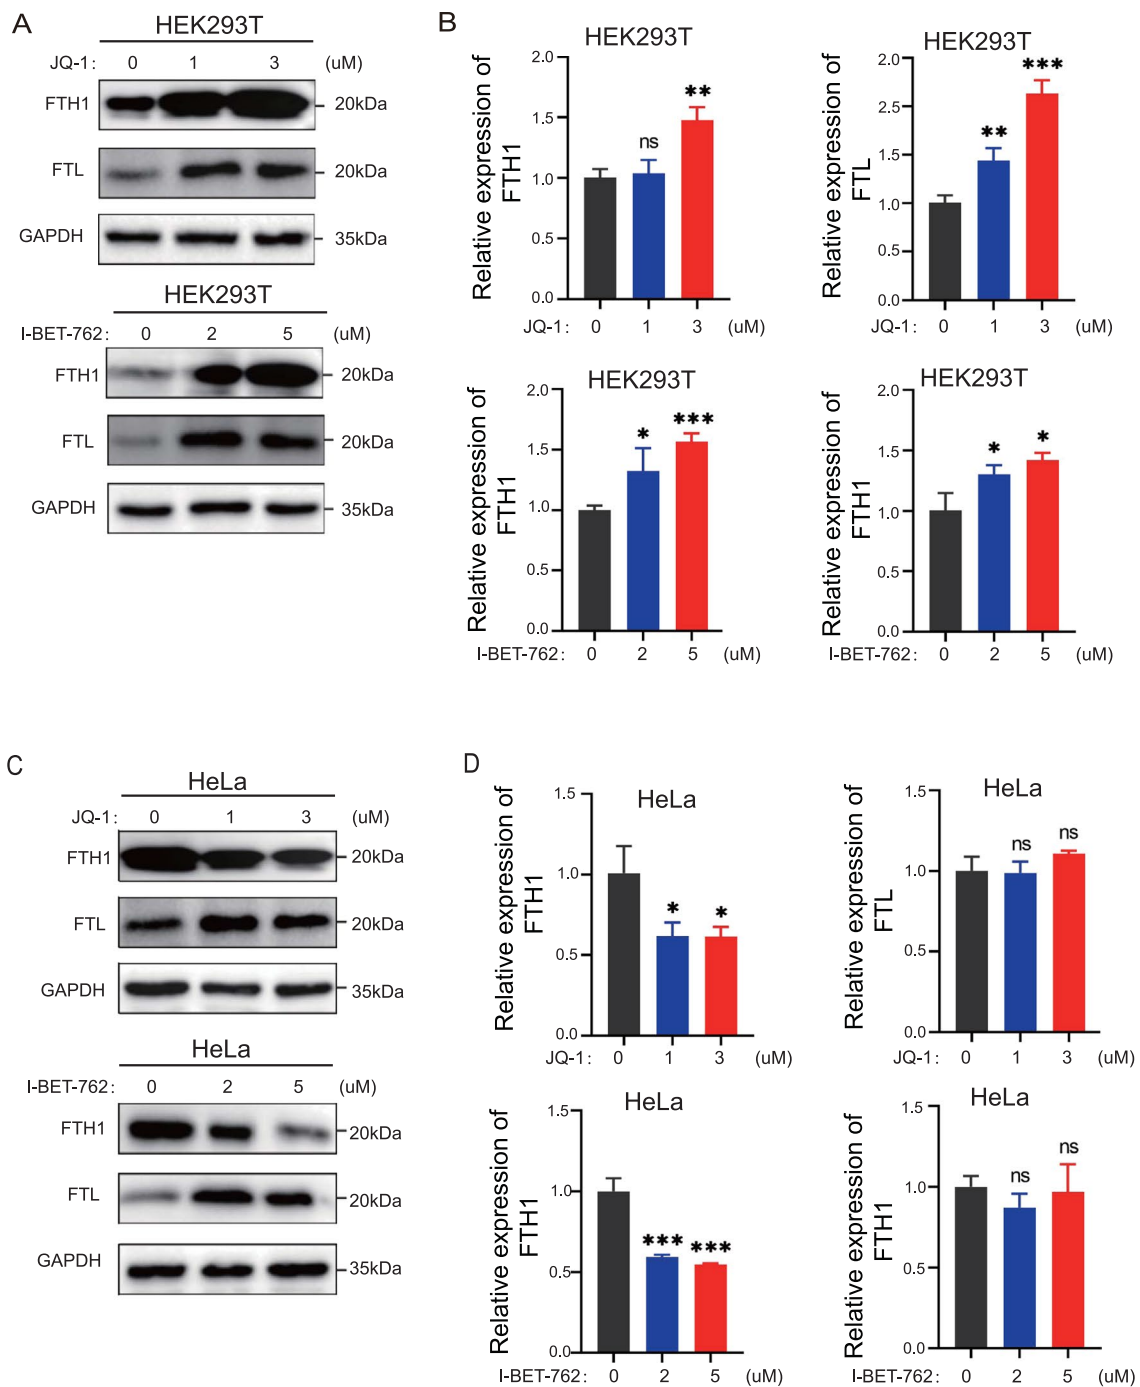 A
HEK293T
JQ-1: 0 1 3 (uM)
FTH1 20kDa
FTL 20kDa
GAPDH 35kDa
HEK293T
I-BET-762: 0 2 5 (uM)
FTH1 20kDa
FTL 20kDa
GAPDH 35kDa
B
HEK293T
Relative expression of
FTH1
2.0
1.5
1.0
0.5
0.0
ns
**
JQ-1: 0 1 3 (uM)
HEK293T
Relative expression of
FTL
2.0
2.5
1.5
1.0
0.0
**
***
JQ-1: 0 1 3 (uM)
HEK293T
Relative expression of
FTH1
2.0
1.5
1.0
0.5
0.0
*
***
I-BET-762: 0 2 5 (uM)
HEK293T
Relative expression of
FTH1
2.0
1.5
1.0
0.5
0.0
*
*
I-BET-762: 0 2 5 (uM)
C
HeLa
JQ-1: 0 1 3 (uM)
FTH1 20kDa
FTL 20kDa
GAPDH 35kDa
HeLa
I-BET-762: 0 2 5 (uM)
FTH1 20kDa
FTL 20kDa
GAPDH 35kDa
D
HeLa
Relative expression of
FTH1
1.5
1.0
0.5
0.0
*
*
JQ-1: 0 1 3 (uM)
HeLa
Relative expression of
FTL
1.5
1.0
0.5
0.0
ns
ns
JQ-1: 0 1 3 (uM)
HeLa
Relative expression of
FTH1
1.5
1.0
0.5
0.0
***
***
I-BET-762: 0 2 5 (uM)
HeLa
Relative expression of
FTH1
1.5
1.0
0.5
0.0
ns
ns
I-BET-762: 0 2 5 (uM)